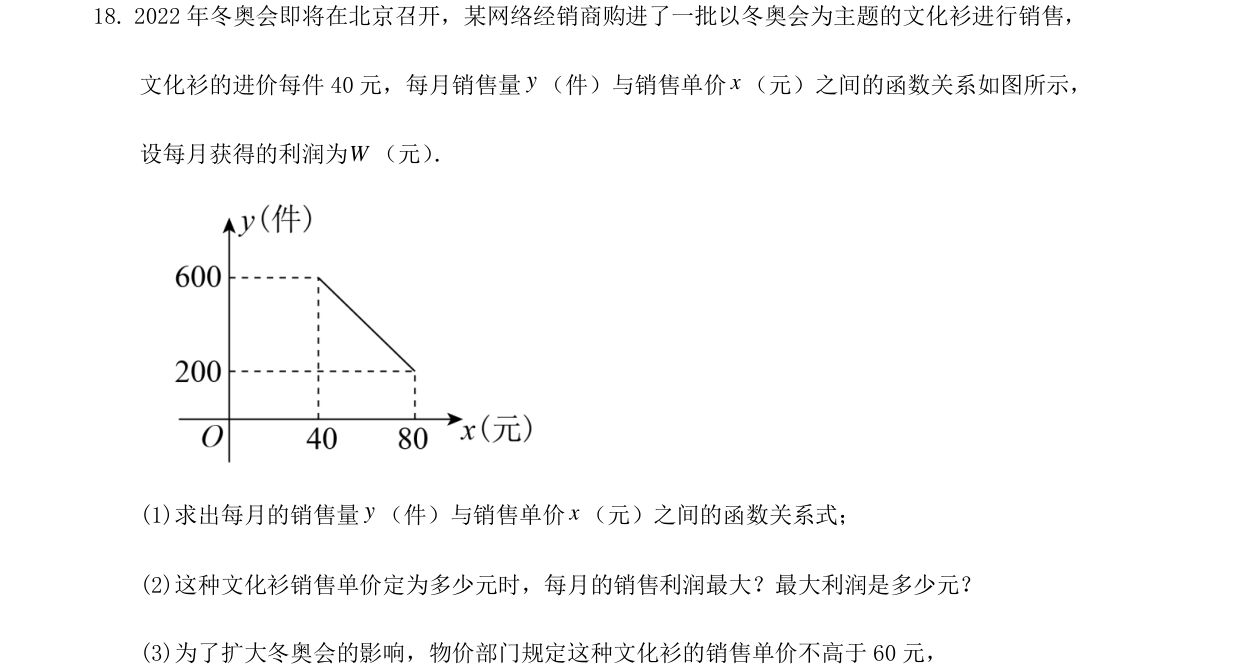 18. 2022 年冬奥会即将在北京召开，某网络经销商购进了一批以冬奥会为主题的文化衫进行销售，
文化衫的进价每件 40 元，每月销售量 y （件）与销售单价 x （元）之间的函数关系如图所示，
设每月获得的利润为W （元）.
y(件)
600
200
O
40
80
x(元)
(1)求出每月的销售量 y （件）与销售单价 x （元）之间的函数关系式；
(2)这种文化衫销售单价定为多少元时，每月的销售利润最大？最大利润是多少元？
(3)为了扩大冬奥会的影响，物价部门规定这种文化衫的销售单价不高于 60 元，